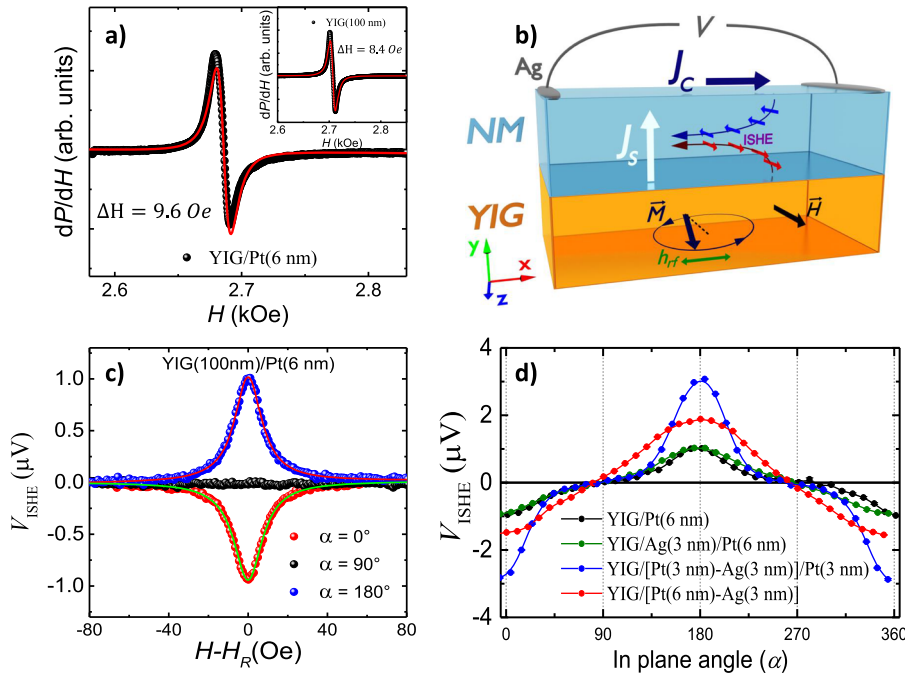 a)
dP/dH (arb. units)
2.6
2.7
2.8
H (kOe)
ΔH = 9.6 Oe
YIG/Pt(6 nm)
dP/dH (arb. units)
YIG(100 nm)
ΔH = 8,4 Oe
2.6
2.7
2.8
H (kOe)
b)
V
Ag
J_C
NM
J_S
ISHE
YIG
M
H
h_rf
y
x
z
c)
YIG(100nm)/Pt(6 nm)
V_ISHE (μV)
1.0
0.5
0.0
-0.5
-1.0
α = 0°
α = 90°
α = 180°
-80
-40
0
40
80
H-H_R(Oe)
d)
V_ISHE (μV)
4
2
0
-2
-4
YIG/Pt(6 nm)
YIG/Ag(3 nm)/Pt(6 nm)
YIG/[Pt(3 nm)-Ag(3nm)]/Pt(3 nm)
YIG/[Pt(6 nm)-Ag(3nm)]
0
90
180
270
360
In plane angle (α)